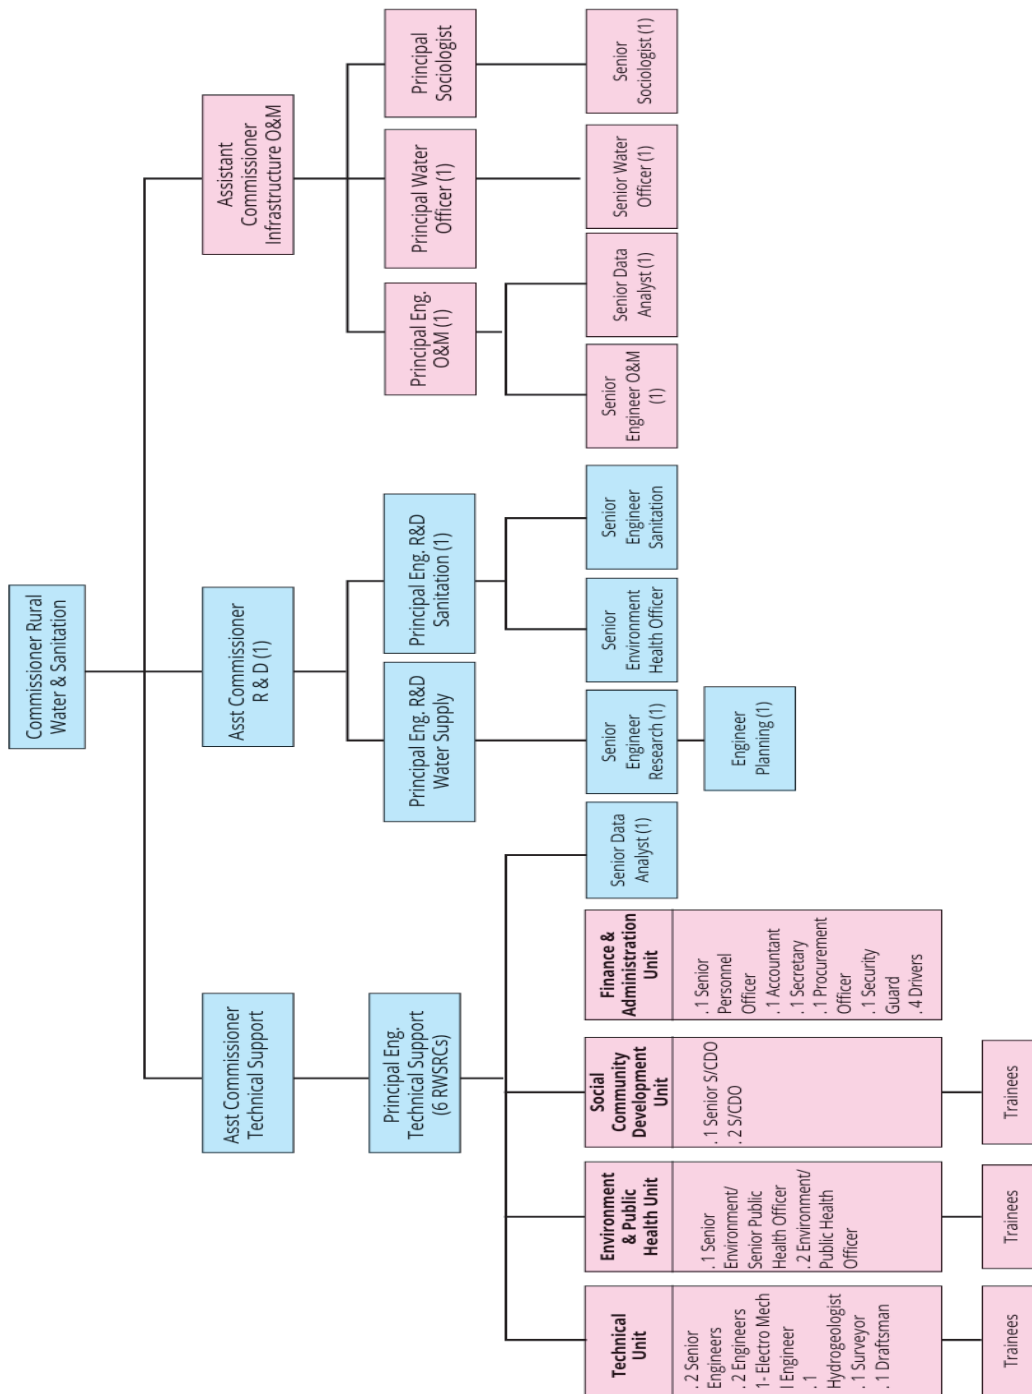 Commissioner Rural
Water & Sanitation
Asst Commissioner
Technical Support
Asst Commissioner
R & D (1)
Assistant
Commissioner
Infrastructure O&M
Principal Eng.
Technical Support
(6 RWSRCs)
Principal Eng. R&D
Water Supply
Principal Eng. R&D
Sanitation (1)
Principal Eng.
O&M (1)
Principal Water
Officer (1)
Principal
Sociologist
Technical
Unit
. 2 Senior
Engineers
. 2 Engineers
1- Electro Mech
l Engineer
. 1
Hydrogeologist
. 1 Surveyor
. 1 Draftsman
Environment
& Public
Health Unit
. 1 Senior
Environment/
Senior Public
Health Officer
. 2 Environment/
Public Health
Officer
Social
Community
Development
Unit
. 1 Senior S/CDO
. 2 S/CDO
Finance &
Administration
Unit
. 1 Senior
Personnel
Officer
. 1 Accountant
. 1 Secretary
. 1 Procurement
Officer
. 1 Security
Guard
. 4 Drivers
Senior Data
Analyst (1)
Senior
Engineer
Research (1)
Senior
Environment
Health Officer
Senior
Engineer
Sanitation
Senior
Engineer O&M
(1)
Senior Data
Analyst (1)
Senior Water
Officer (1)
Senior
Sociologist (1)
Engineer
Planning (1)
Trainees
Trainees
Trainees